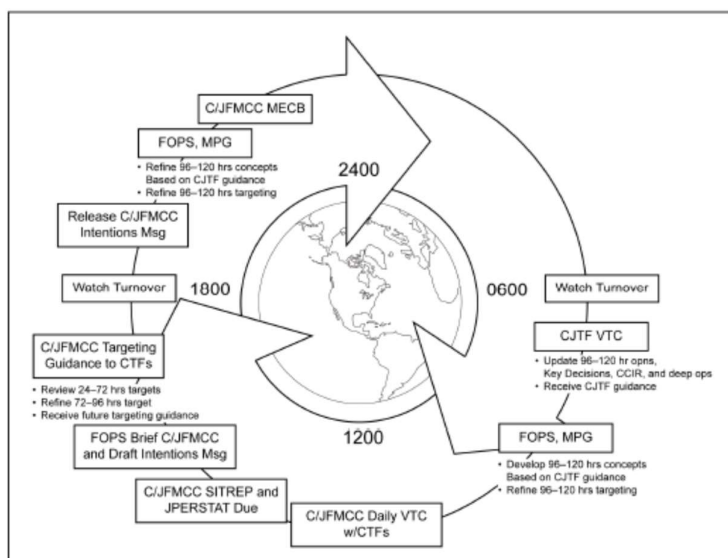 C/JFMCC MECB
FOPS, MPG
• Refine 96–120 hrs concepts
Based on CJTF guidance
• Refine 96–120 hrs targeting
Release C/JFMCC
Intentions Msg
Watch Turnover
C/JFMCC Targeting
Guidance to CTFs
• Review 24–72 hrs targets
• Refine 72–96 hrs target
• Receive future targeting guidance
FOPS Brief C/JFMCC
and Draft Intentions Msg
C/JFMCC SITREP and
JPERSTAT Due
C/JFMCC Daily VTC
w/CTFs
2400
1800
0600
1200
Watch Turnover
CJTF VTC
• Update 96–120 hr opns,
Key Decisions, CCIR, and deep ops
• Receive CJTF guidance
FOPS, MPG
• Develop 96–120 hrs concepts
Based on CJTF guidance
• Refine 96–120 hrs targeting